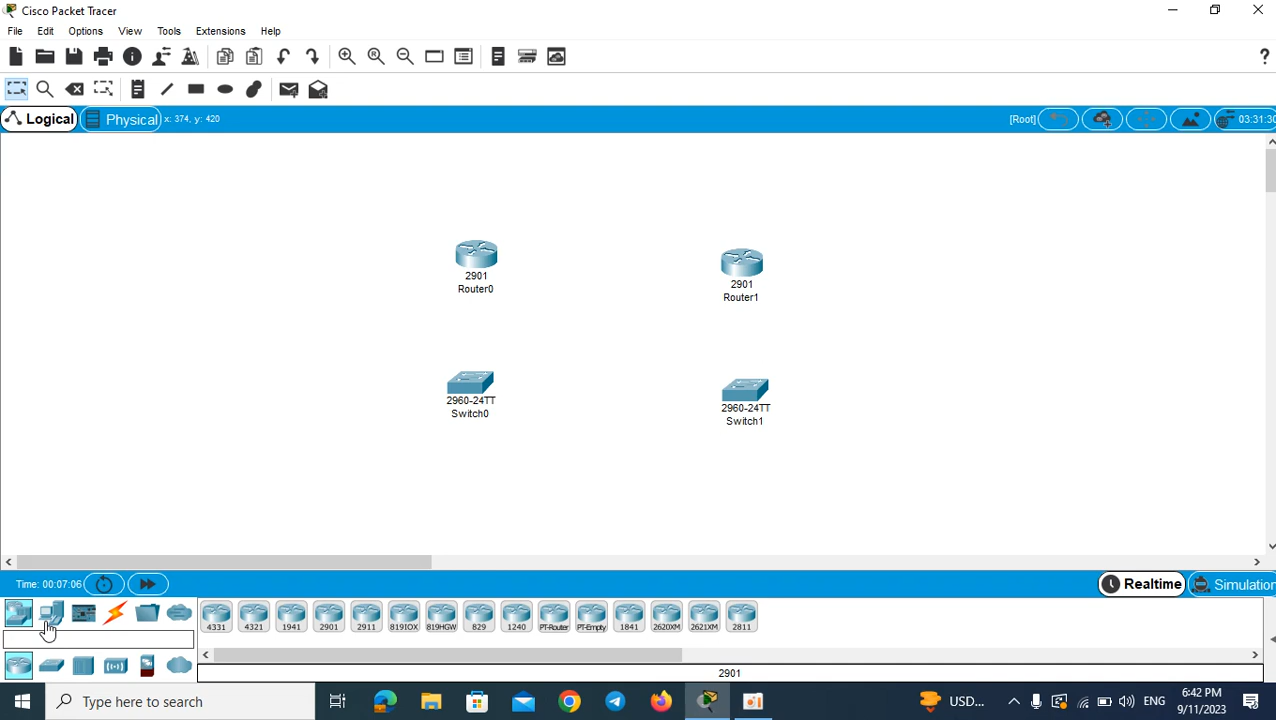 Cisco Packet Tracer
File Edit Options View Tools Extensions Help
?
Logical Physical x: 374, y: 420 [Root] 03:31:30
2901
Router0
2901
Router1
2960-24TT
Switch0
2960-24TT
Switch1
Time: 00:07:06 Realtime Simulation
4331 4321 1941 2901 2911 819IOX 819HGW 829 1240 PT-Router PT-Empty 1841 2620XM 2621XM 2811
2901
Type here to search USD... ENG 6:42 PM
9/11/2023